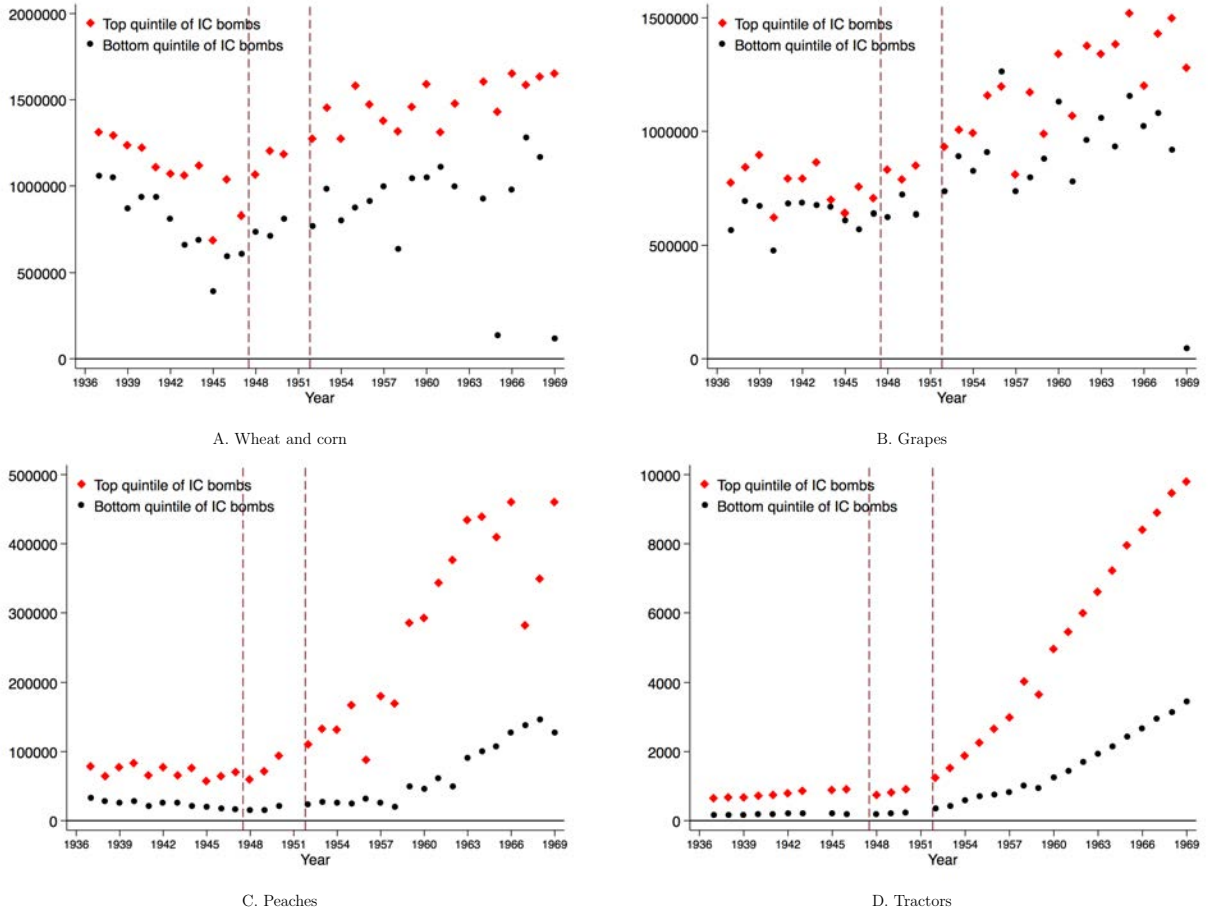 2000000
1500000
1000000
500000
0
Top quintile of IC bombs
Bottom quintile of IC bombs
1936 1939 1942 1945 1948 1951 1954 1957 1960 1963 1966 1969
Year
A. Wheat and corn
1500000
1000000
500000
0
Top quintile of IC bombs
Bottom quintile of IC bombs
1936 1939 1942 1945 1948 1951 1954 1957 1960 1963 1966 1969
Year
B. Grapes
500000
400000
300000
200000
100000
0
Top quintile of IC bombs
Bottom quintile of IC bombs
1936 1939 1942 1945 1948 1951 1954 1957 1960 1963 1966 1969
Year
C. Peaches
10000
8000
6000
4000
2000
0
Top quintile of IC bombs
Bottom quintile of IC bombs
1936 1939 1942 1945 1948 1951 1954 1957 1960 1963 1966 1969
Year
D. Tractors